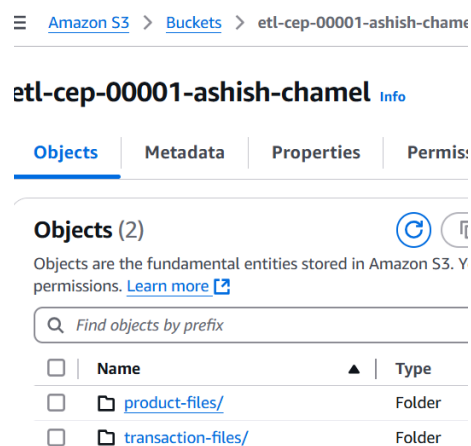 Amazon S3 > Buckets > etl-cep-00001-ashish-chame
etl-cep-00001-ashish-chamel Info
Objects Metadata Properties Permiss
Objects (2)
Objects are the fundamental entities stored in Amazon S3. Y
permissions. Learn more
Find objects by prefix
Name Type
product-files/ Folder
transaction-files/ Folder